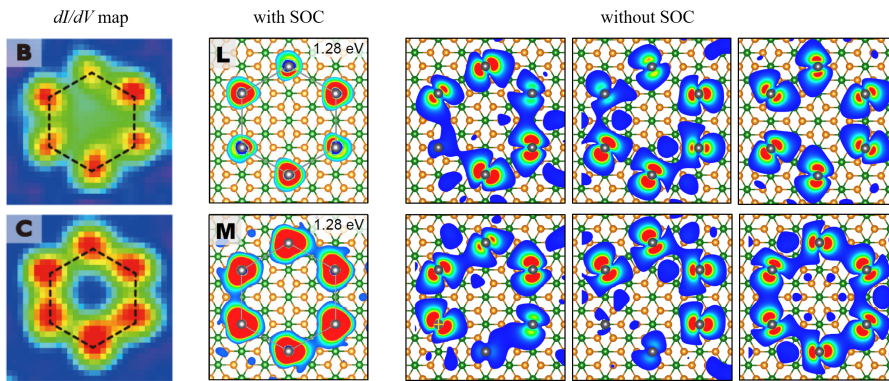 dI/dV map
with SOC
without SOC
B
L
1.28 eV
C
M
1.28 eV